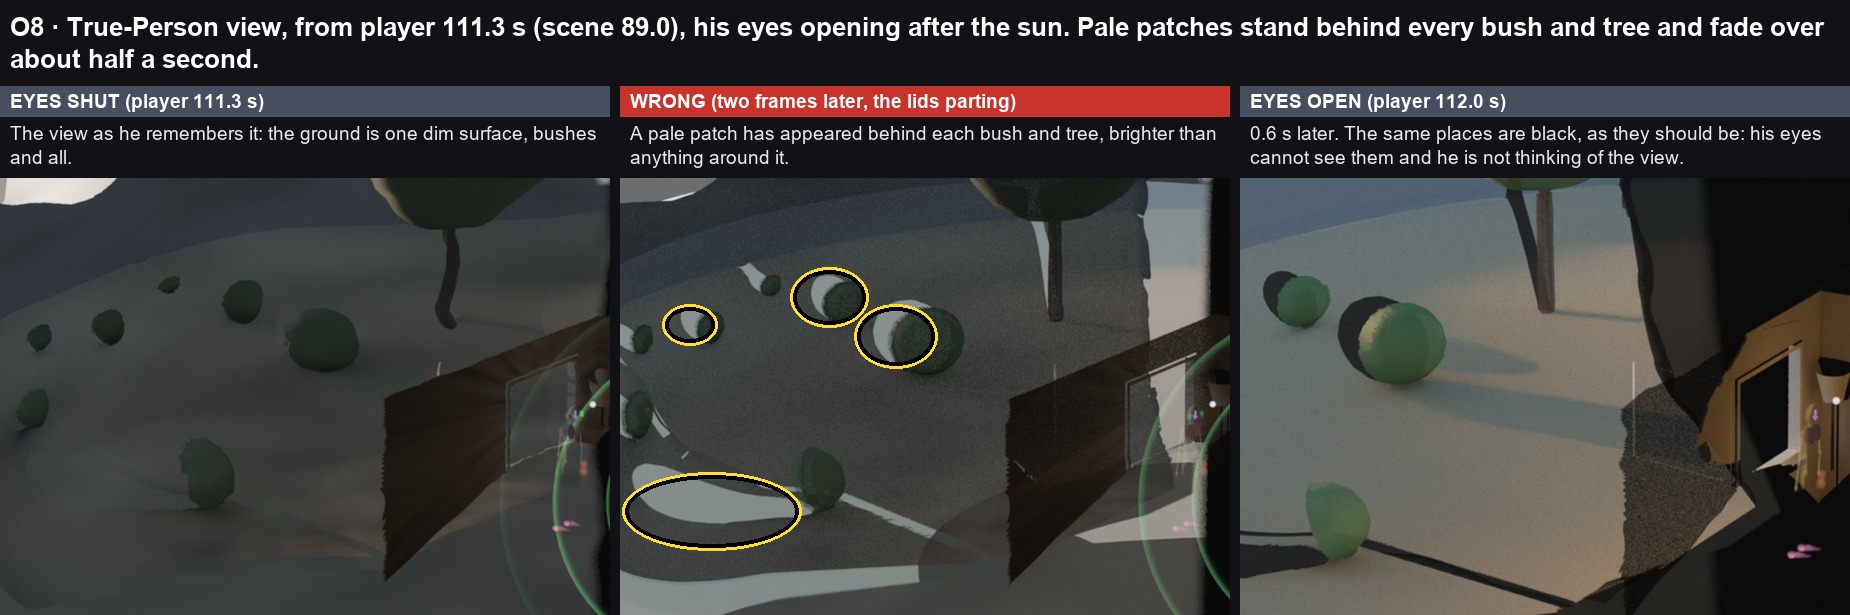 O8 · True-Person view, from player 111.3 s (scene 89.0), his eyes opening after the sun. Pale patches stand behind every bush and tree and fade over
about half a second.
EYES SHUT (player 111.3 s)
The view as he remembers it: the ground is one dim surface, bushes
and all.
WRONG (two frames later, the lids parting)
A pale patch has appeared behind each bush and tree, brighter than
anything around it.
EYES OPEN (player 112.0 s)
0.6 s later. The same places are black, as they should be: his eyes
cannot see them and he is not thinking of the view.